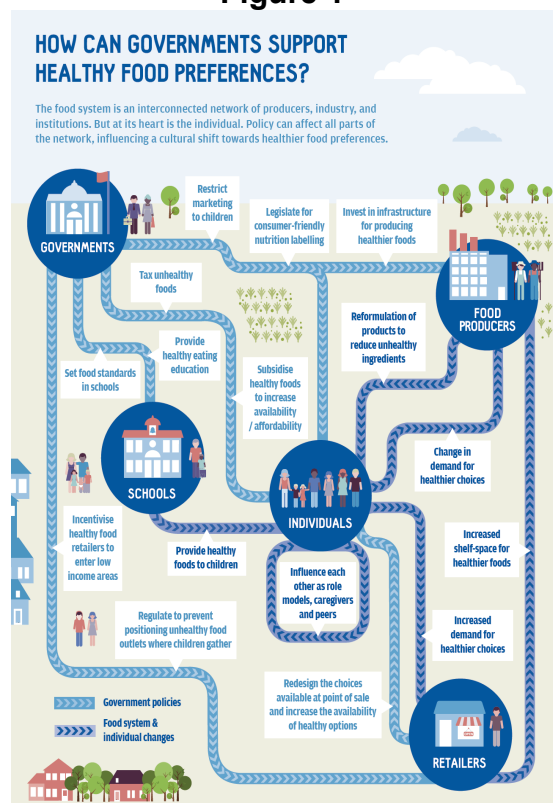 Figure 1
HOW CAN GOVERNMENTS SUPPORT
HEALTHY FOOD PREFERENCES?
The food system is an interconnected network of producers, industry, and
institutions. But at its heart is the individual. Policy can affect all parts of
the network, influencing a cultural shift towards healthier food preferences.
GOVERNMENTS
Restrict
marketing
to children
Legislate for
consumer-friendly
nutrition labelling
Invest in infrastructure
for producing
healthier foods
FOOD
PRODUCERS
Tax unhealthy
foods
Provide
healthy eating
education
Set food standards
in schools
Subsidise
healthy foods
to increase
availability
/ affordability
Reformulation of
products to
reduce unhealthy
ingredients
Change in
demand for
healthier choices
SCHOOLS
INDIVIDUALS
Incentivise
healthy food
retailers to
enter low
income areas
Provide healthy
foods to children
Influence each
other as role
models, caregivers
and peers
Increased
shelf-space for
healthier foods
Regulate to prevent
positioning unhealthy food
outlets where children gather
Increased
demand for
healthier choices
Redesign the choices
available at point of sale
and increase the availability
of healthy options
Government policies
Food system &
individual changes
OPEN
RETAILERS